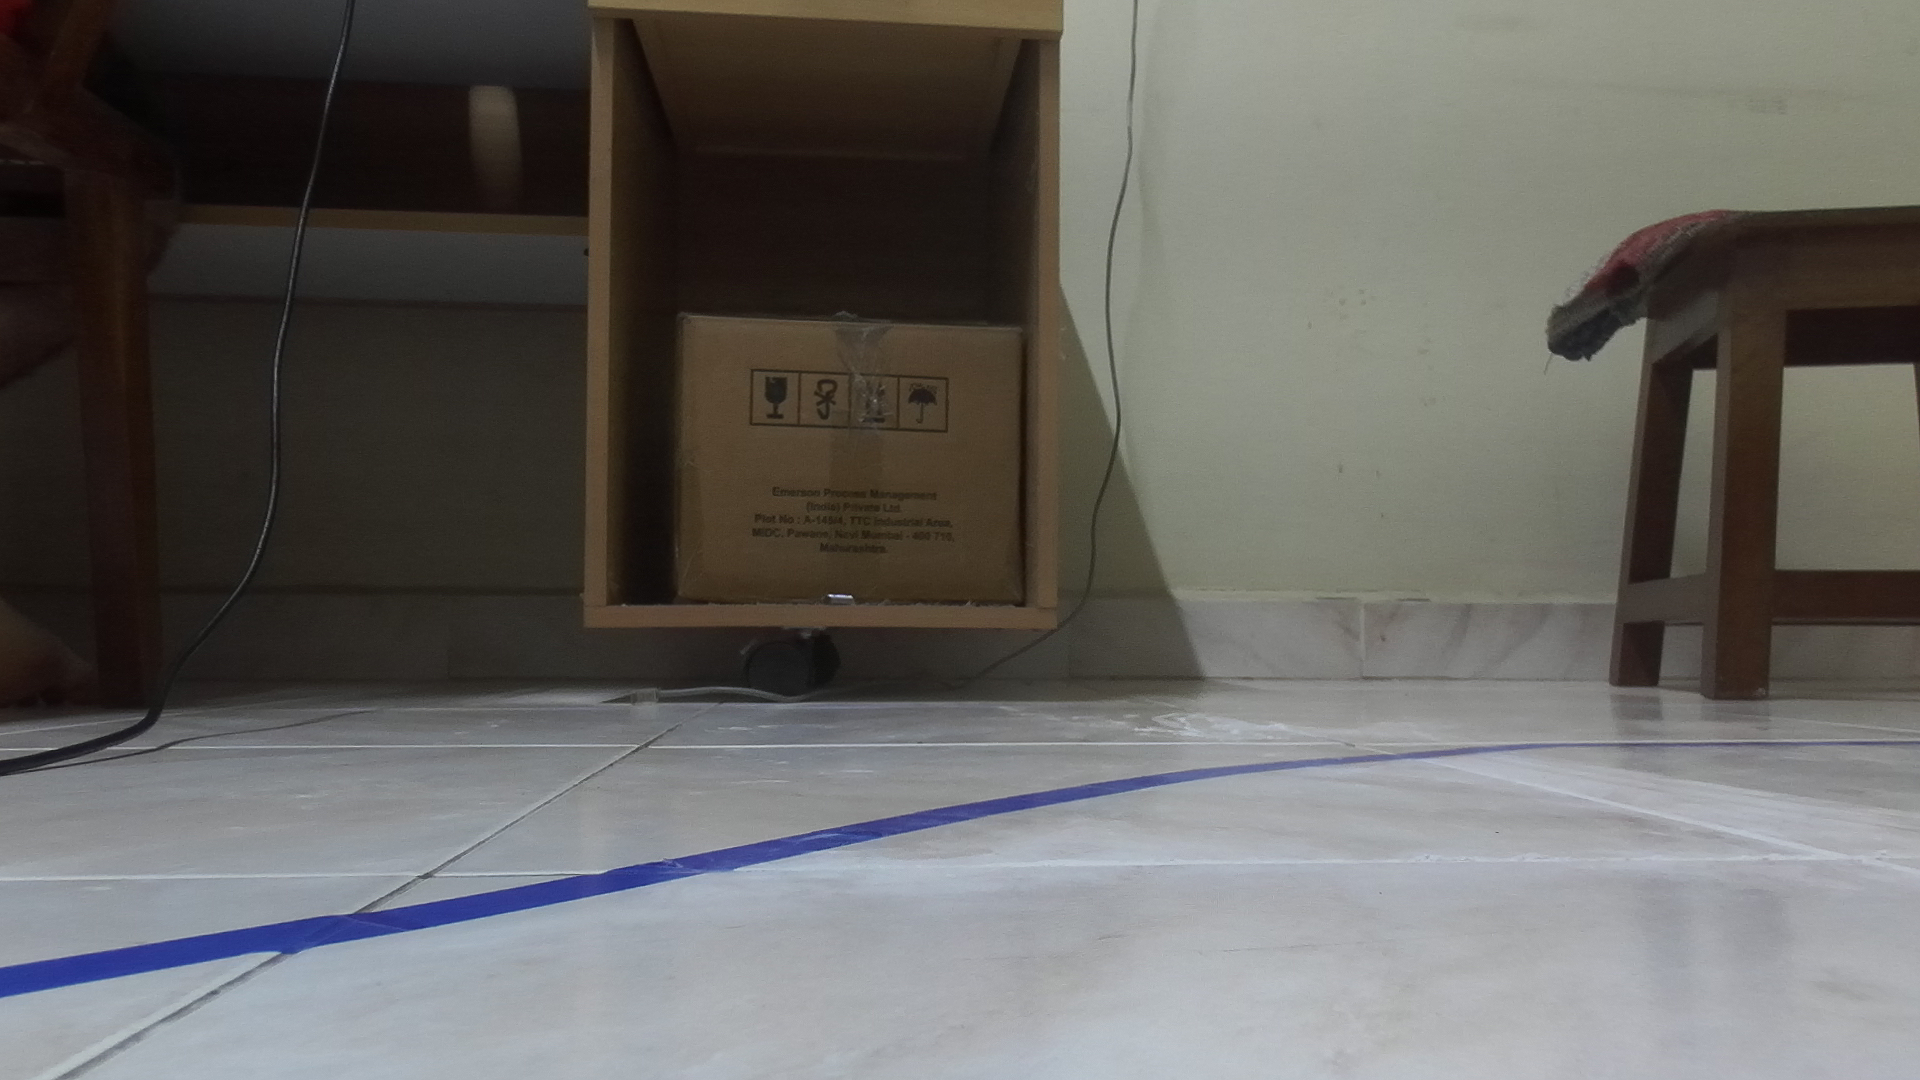 Emerson Process Management
(India) Private Ltd.
Plot No : A-145/4, TTC Industrial Area,
MIDC, Pawane, Navi Mumbai - 400 710,
Maharashtra.